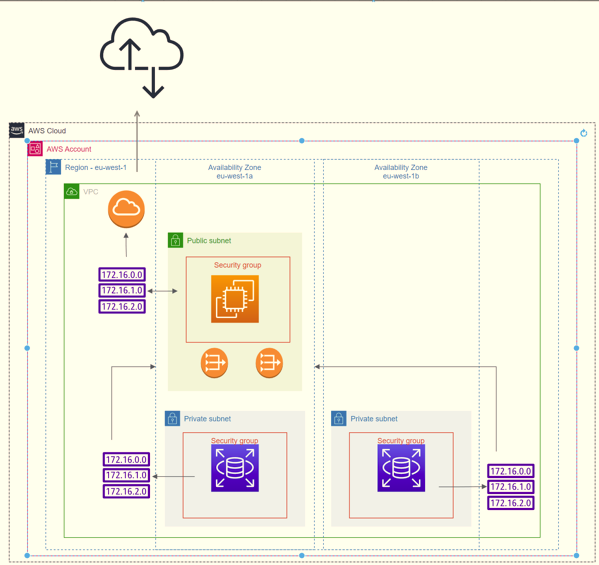 aws
AWS Cloud
AWS Account
Region - eu-west-1
Availability Zone
eu-west-1a
Availability Zone
eu-west-1b
VPC
Public subnet
Security group
172.16.0.0
172.16.1.0
172.16.2.0
Private subnet
Security group
172.16.0.0
172.16.1.0
172.16.2.0
Private subnet
Security group
172.16.0.0
172.16.1.0
172.16.2.0